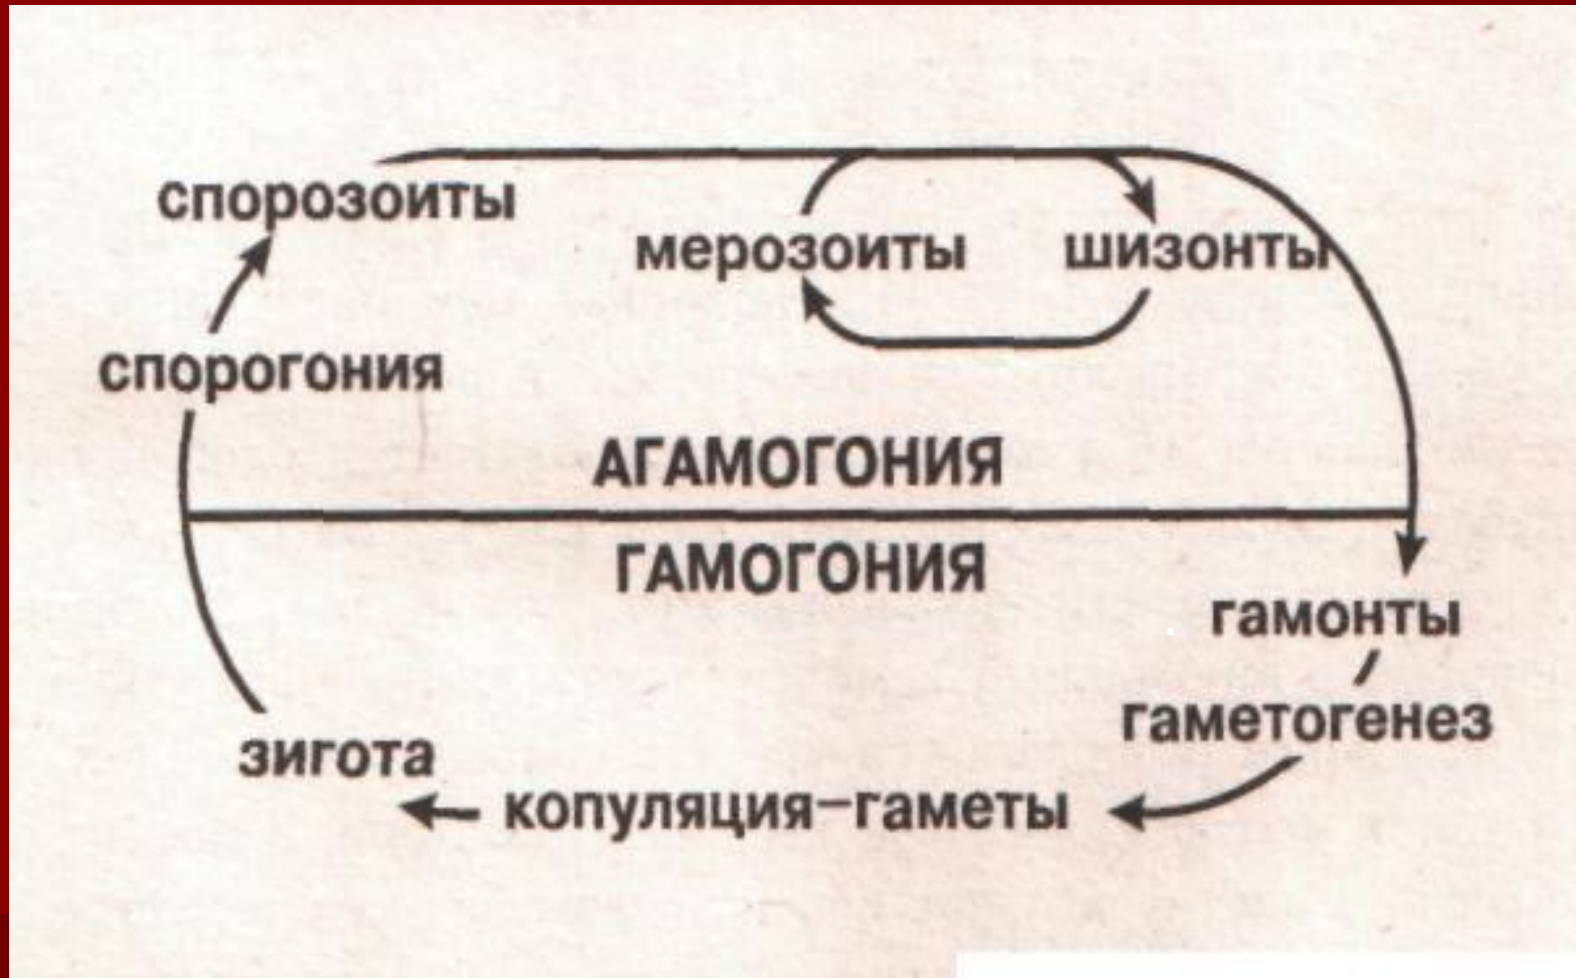 спорозоиты
мерозоиты
шизонты
спорогония
АГАМОГОНИЯ
ГАМОГОНИЯ
гамонты
гаметогенез
зигота
копуляция–гаметы